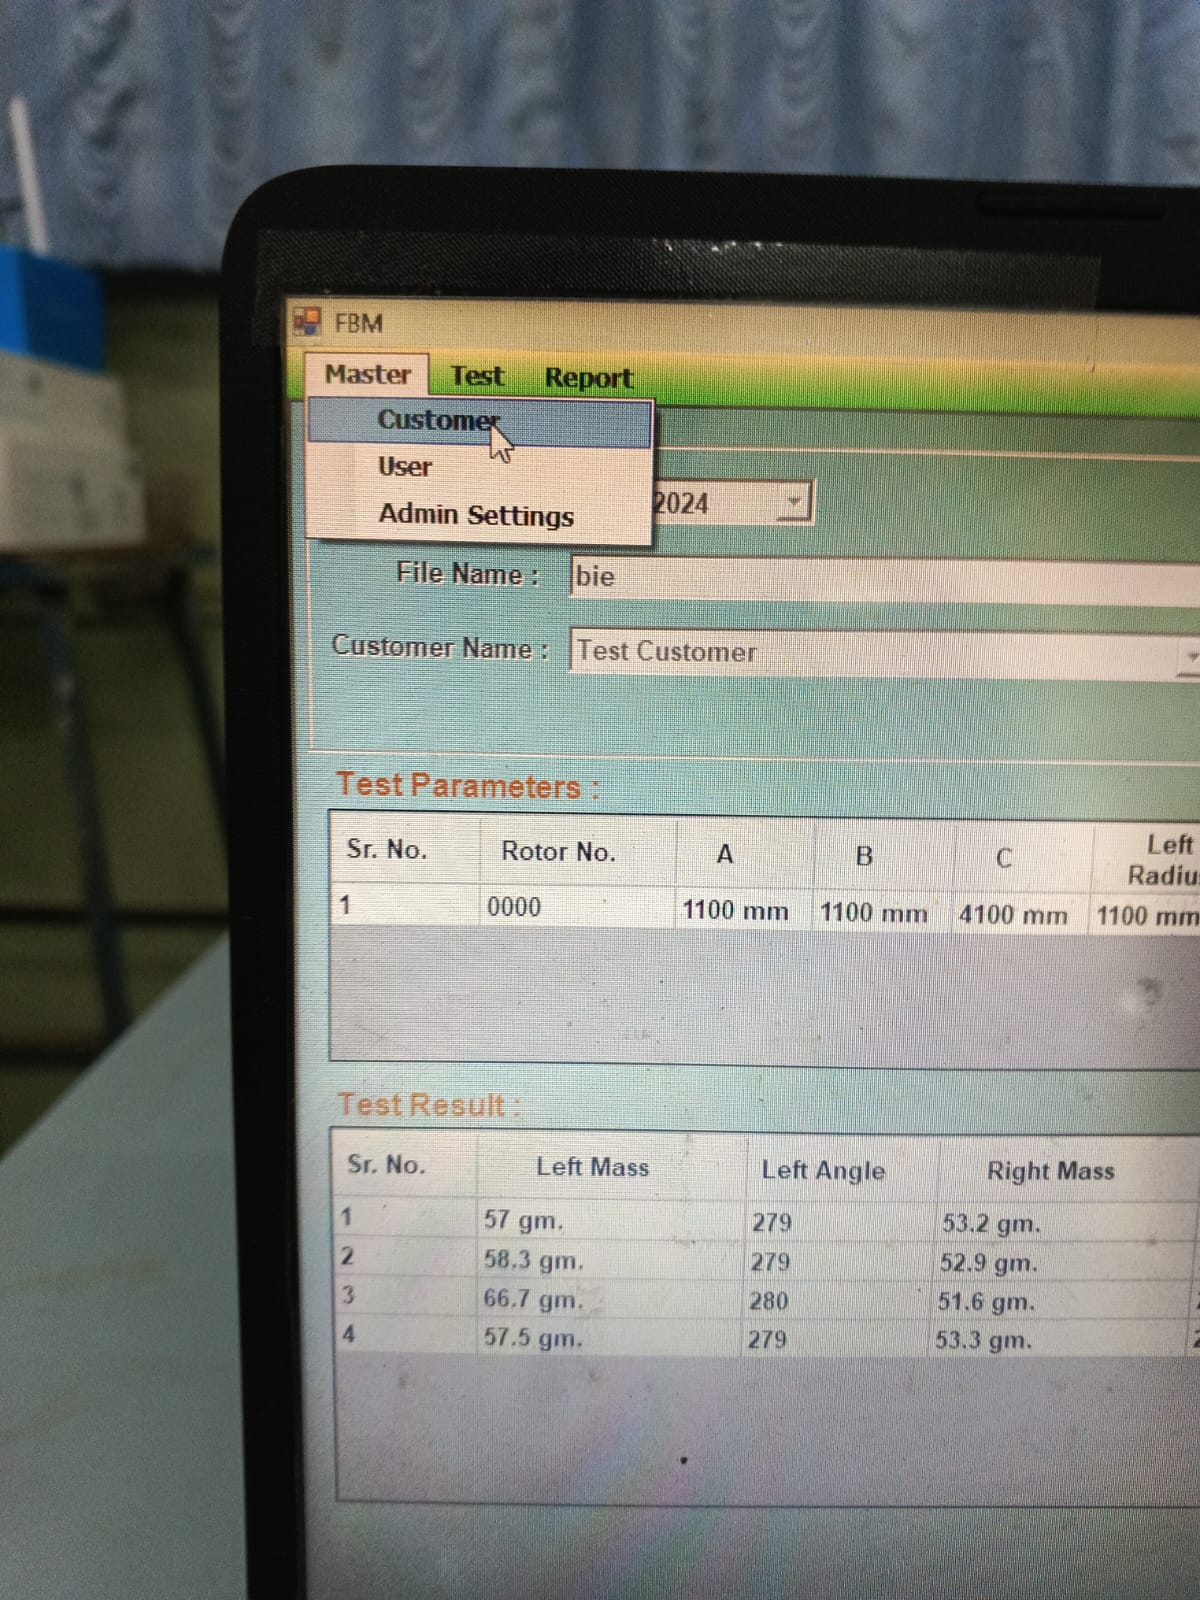 FBM
Master Test Report
Customer
User
Admin Settings
2024
File Name : bie
Customer Name : Test Customer
Test Parameters :
Sr. No. Rotor No. A B C Left
1 0000 1100 mm 1100 mm 4100 mm 1100 mm
Test Result :
Sr. No. Left Mass Left Angle Right Mass
1 57 gm. 279 53.2 gm.
2 58.3 gm. 279 52.9 gm.
3 66.7 gm. 280 51.6 gm.
4 57.5 gm. 279 53.3 gm.